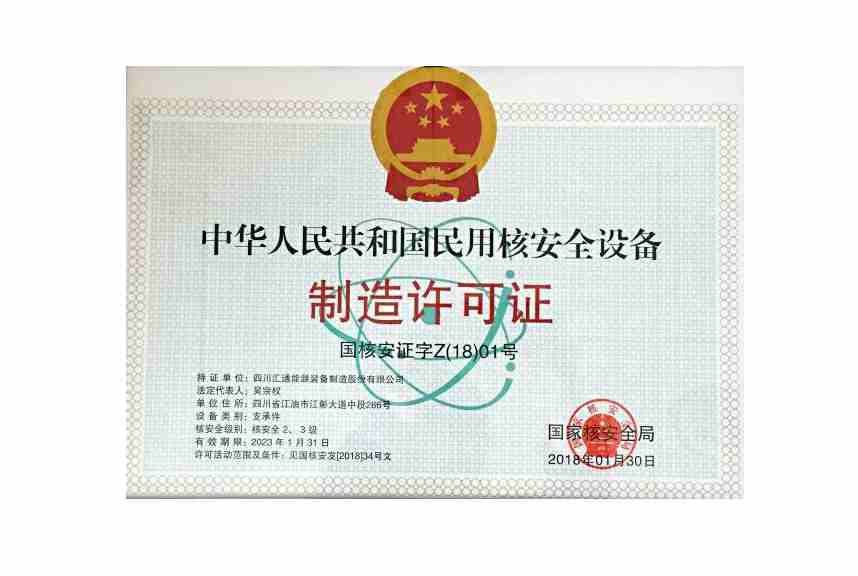 中华人民共和国民用核安全设备
制造许可证
国核安证字Z(18)01号
持证单位：四川汇通能源装备制造股份有限公司
法定代表人：吴宗权
单位住所：四川省江油市江彰大道中段286号
设备类别：支承件
核安全级别：核安全2、3级
有效期限：2023年1月31日
许可活动范围及条件：见国核安发[2018]34号文
国家核安全局
2018年01月30日